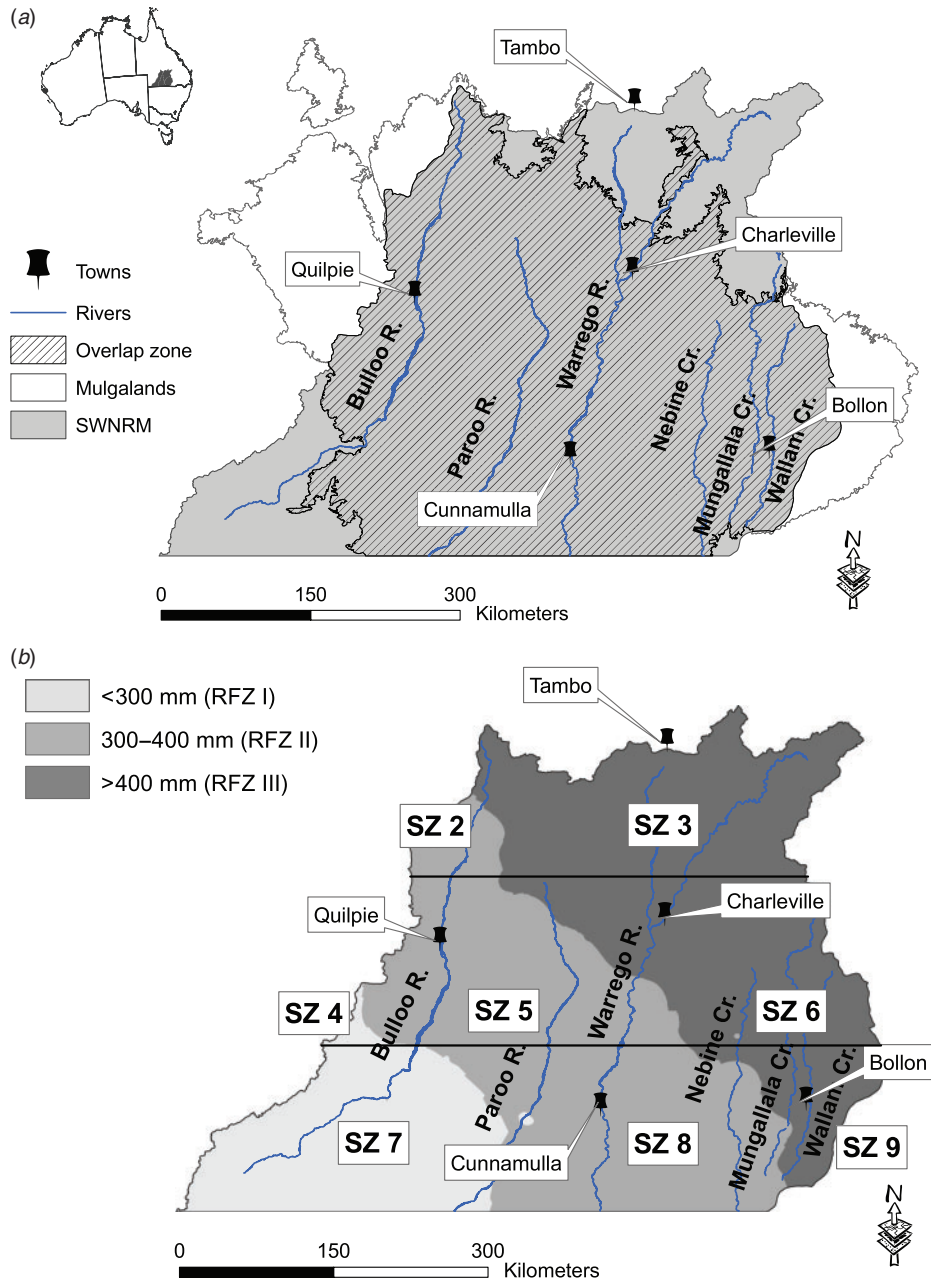 (a)
Tambo
Charleville
Quilpie
Towns
Rivers
Overlap zone
Mulgalands
SWNRM
Bulloo R.
Paroo R.
Warrego R.
Nebine Cr.
Mungallala Cr.
Wallam Cr.
Bollon
Cunnamulla
N
0 150 300
Kilometers
(b)
<300 mm (RFZ I)
300–400 mm (RFZ II)
>400 mm (RFZ III)
Tambo
SZ 2
SZ 3
Quilpie
Charleville
SZ 4
Bulloo R.
SZ 5
Paroo R.
Warrego R.
Nebine Cr.
SZ 6
Mungallala Cr.
Wallam Cr.
Bollon
SZ 7
Cunnamulla
SZ 8
SZ 9
N
0 150 300
Kilometers